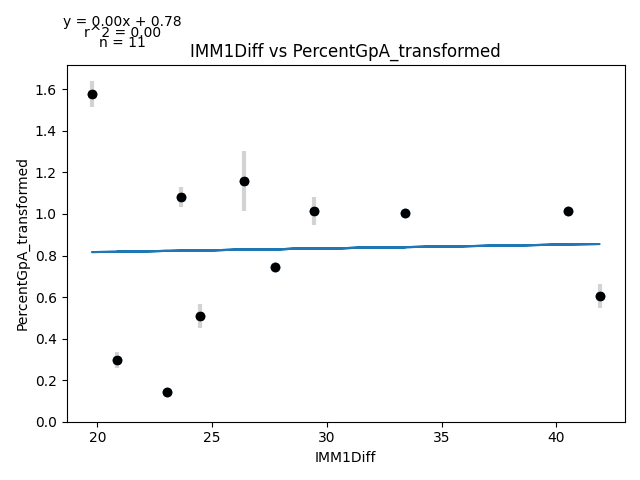 y = 0.00x + 0.78
r^2 = 0.00
n = 11
IMM1Diff vs PercentGpA_transformed
PercentGpA_transformed
1.6
1.4
1.2
1.0
0.8
0.6
0.4
0.2
0.0
20 25 30 35 40
IMM1Diff